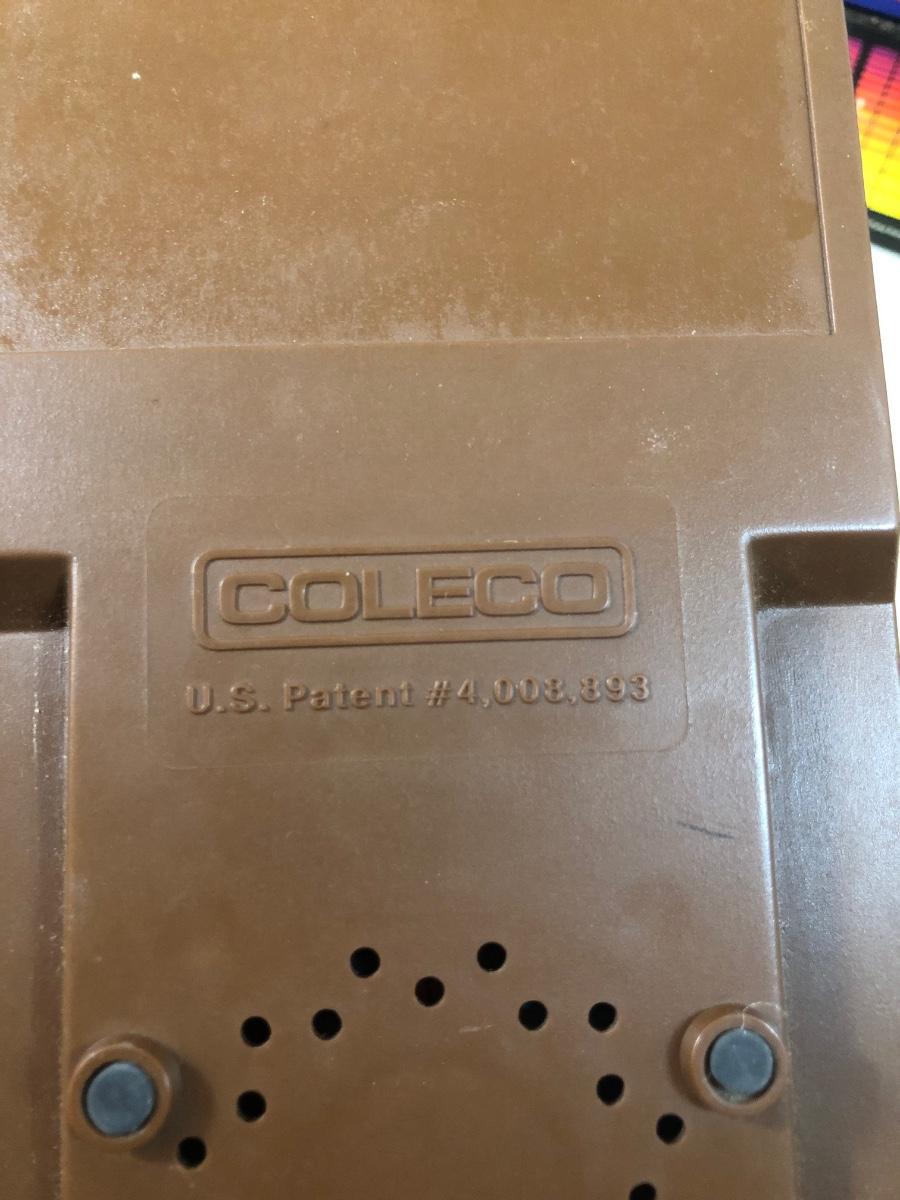 COLECO
U.S. Patent #4,008,893